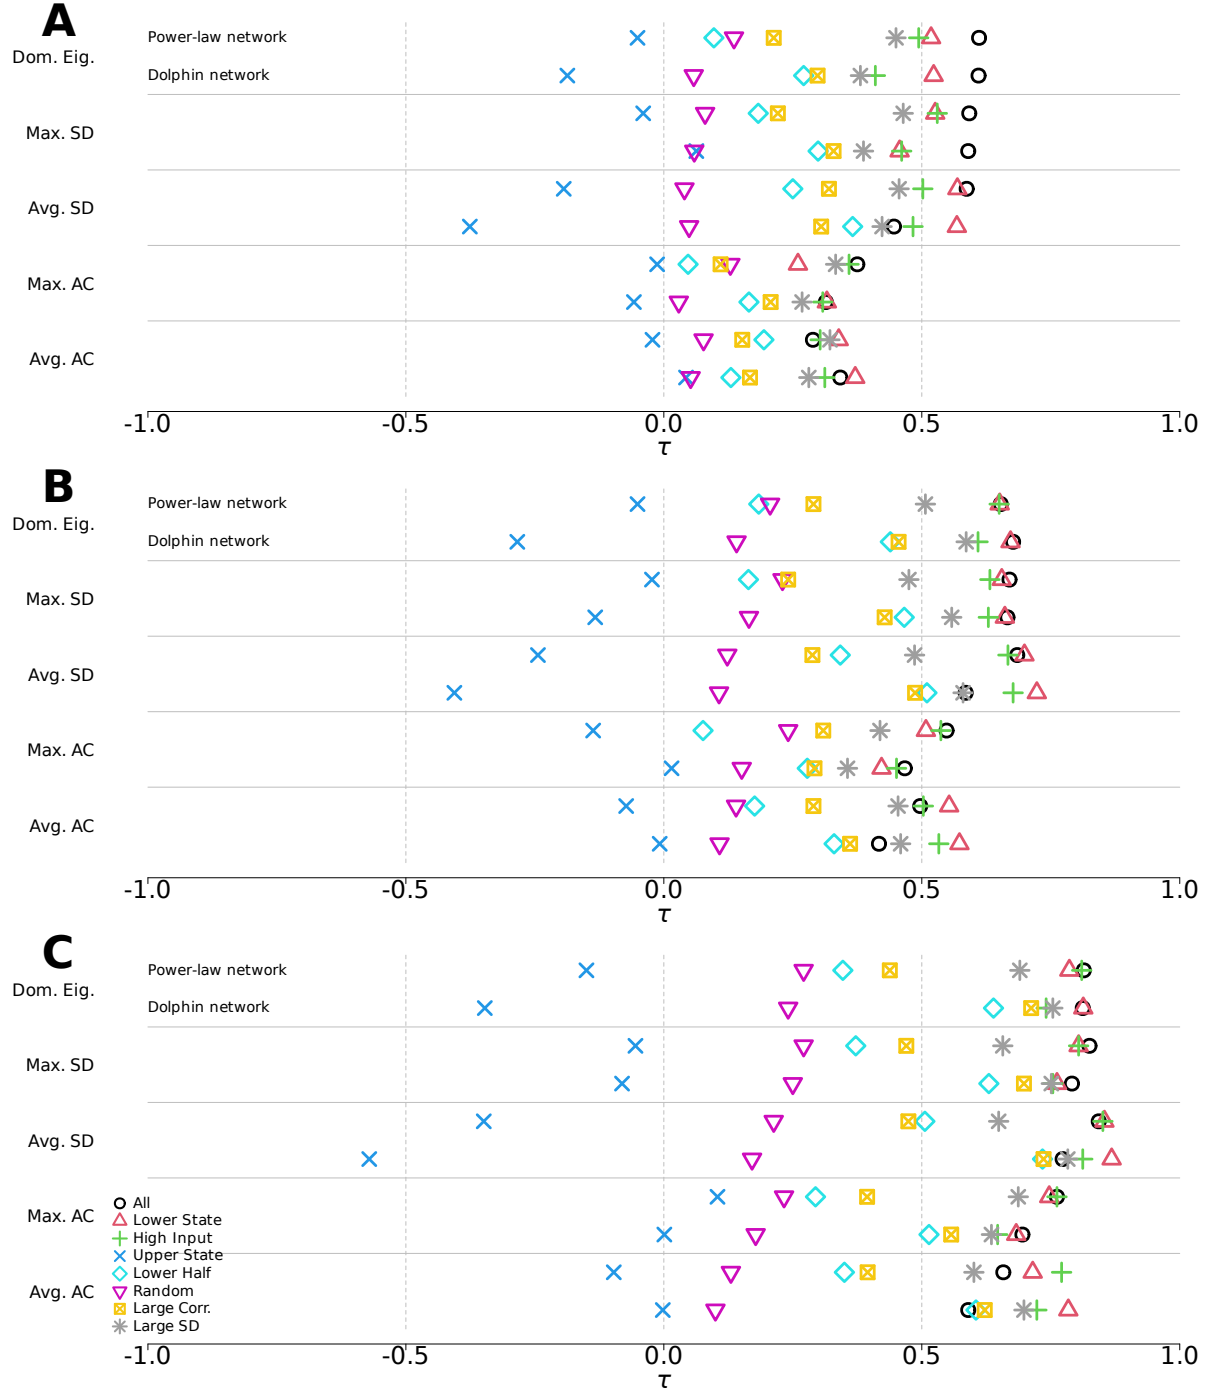 A
Power-law network
Dom. Eig.
Dolphin network
Max. SD
Avg. SD
Max. AC
Avg. AC
-1.0 -0.5 0.0 0.5 1.0
τ
B
Power-law network
Dom. Eig.
Dolphin network
Max. SD
Avg. SD
Max. AC
Avg. AC
-1.0 -0.5 0.0 0.5 1.0
τ
C
Power-law network
Dom. Eig.
Dolphin network
Max. SD
Avg. SD
Max. AC
Avg. AC
All
Lower State
High Input
Upper State
Lower Half
Random
Large Corr.
Large SD
-1.0 -0.5 0.0 0.5 1.0
τ